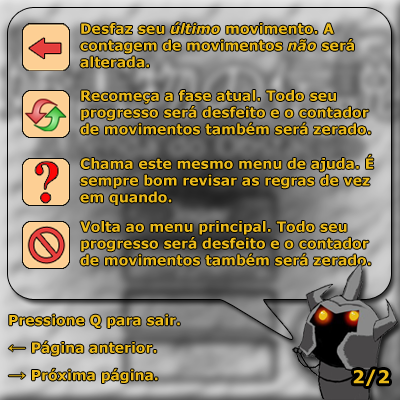 Desfaz seu último movimento. A
contagem de movimentos não será
alterada.
Recomeça a fase atual. Todo seu
progresso será desfeito e o contador
de movimentos também será zerado.
?
Chama este mesmo menu de ajuda. É
sempre bom revisar as regras de vez
em quando.
Volta ao menu principal. Todo seu
progresso será desfeito e o contador
de movimentos também será zerado.
Pressione Q para sair.
← Página anterior.
→ Próxima página.
2/2